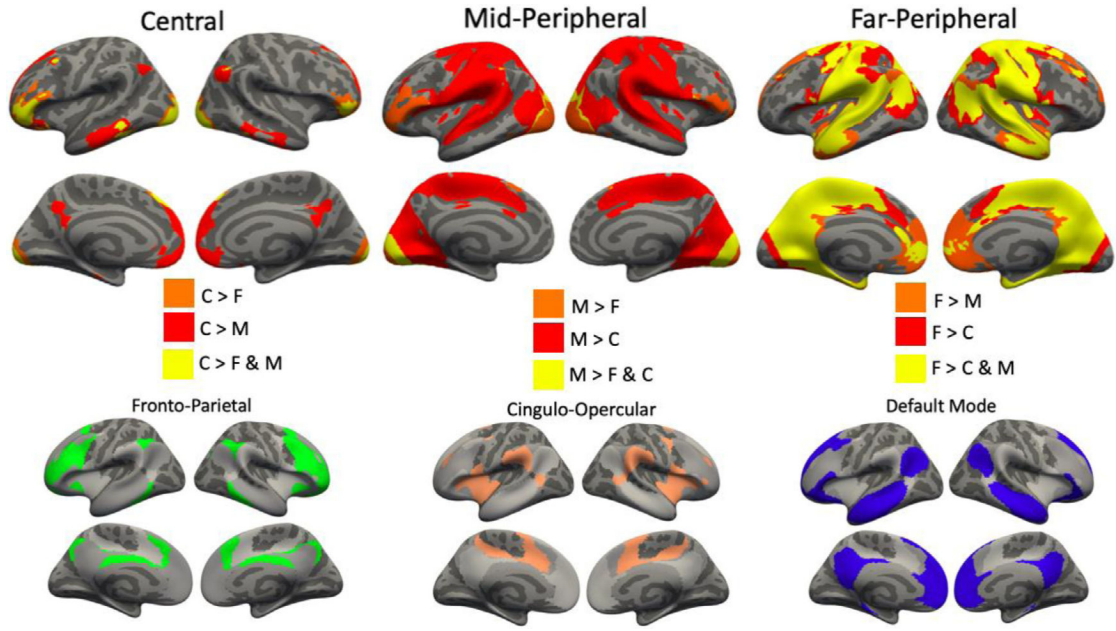 Central
Mid-Peripheral
Far-Peripheral
C > F
C > M
C > F & M
M > F
M > C
M > F & C
F > M
F > C
F > C & M
Fronto-Parietal
Cingulo-Opercular
Default Mode